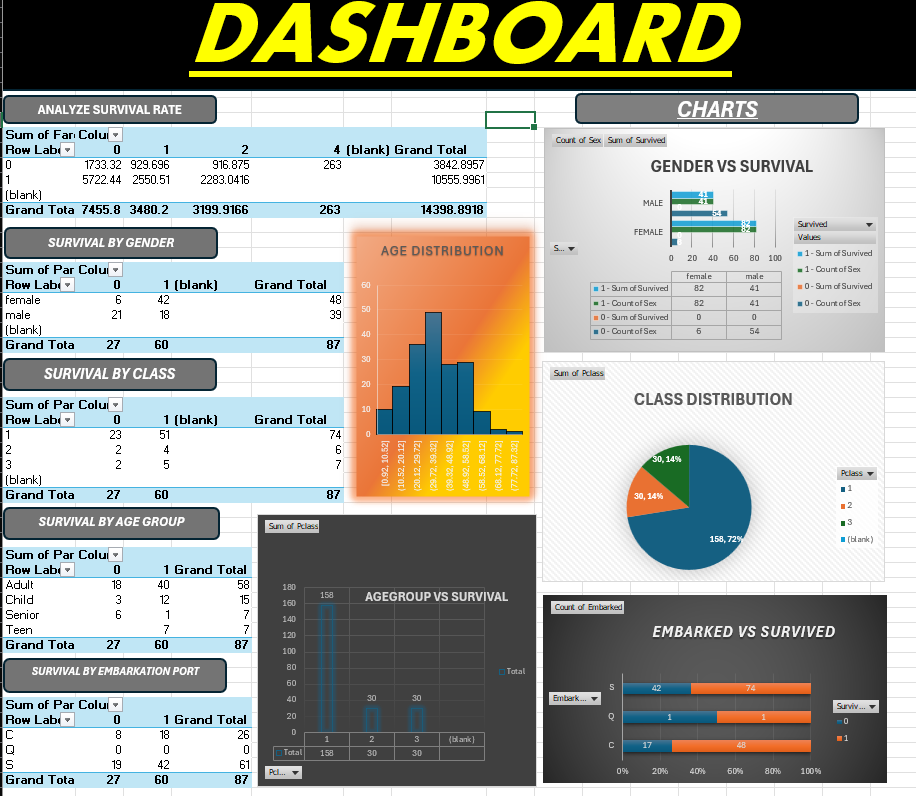 DASHBOARD
ANALYZE SURVIVAL RATE
Sum of Far Colu
Row Labe 0 1 2 4 (blank) Grand Total
0 1733.32 929.696 916.875 263 3842.8957
1 5722.44 2550.51 2283.0416 10555.9961
(blank)
Grand Tota 7455.8 3480.2 3199.9166 263 14398.8918
SURVIVAL BY GENDER
Sum of Par Colu
Row Labe 0 1 (blank) Grand Total
female 6 42 48
male 21 18 39
(blank)
Grand Tota 27 60 87
SURVIVAL BY CLASS
Sum of Par Colu
Row Labe 0 1 (blank) Grand Total
1 23 51 74
2 2 4 6
3 2 5 7
(blank)
Grand Tota 27 60 87
SURVIVAL BY AGE GROUP
Sum of Par Colu
Row Labe 0 1 Grand Total
Adult 18 40 58
Child 3 12 15
Senior 6 1 7
Teen 7 7
Grand Tota 27 60 87
SURVIVAL BY EMBARKATION PORT
Sum of Par Colu
Row Labe 0 1 Grand Total
C 8 18 26
Q 0 0 0
S 19 42 61
Grand Tota 27 60 87
AGE DISTRIBUTION
60
50
40
30
20
10
0
[0.92, 10.52]
(10.52, 20.12]
(20.12, 29.72]
(29.72, 39.32]
(39.32, 48.92]
(48.92, 58.52]
(58.52, 68.12]
(68.12, 77.72]
(77.72, 87.32]
Sum of Pclass
AGEGROUP VS SURVIVAL
180
160
140
120
100
80
60
40
20
0
158 30 30
1 2 3 (blank)
Total 158 30 30
Total
Pcl...
CHARTS
Count of Sex Sum of Survived
GENDER VS SURVIVAL
MALE 41 41 0 54
FEMALE 82 82 0
0 20 40 60 80 100
S...
female male
1 - Sum of Survived 82 41
1 - Count of Sex 82 41
0 - Sum of Survived 0 0
0 - Count of Sex 6 54
Survived
Values
1 - Sum of Survived
1 - Count of Sex
0 - Sum of Survived
0 - Count of Sex
Sum of Pclass
CLASS DISTRIBUTION
30, 14%
30, 14%
158, 72%
Pclass
1
2
3
(blank)
Count of Embarked
EMBARKED VS SURVIVED
Embark...
S 42 74
Q 1 1
C 17 48
0% 20% 40% 60% 80% 100%
Surviv...
0
1